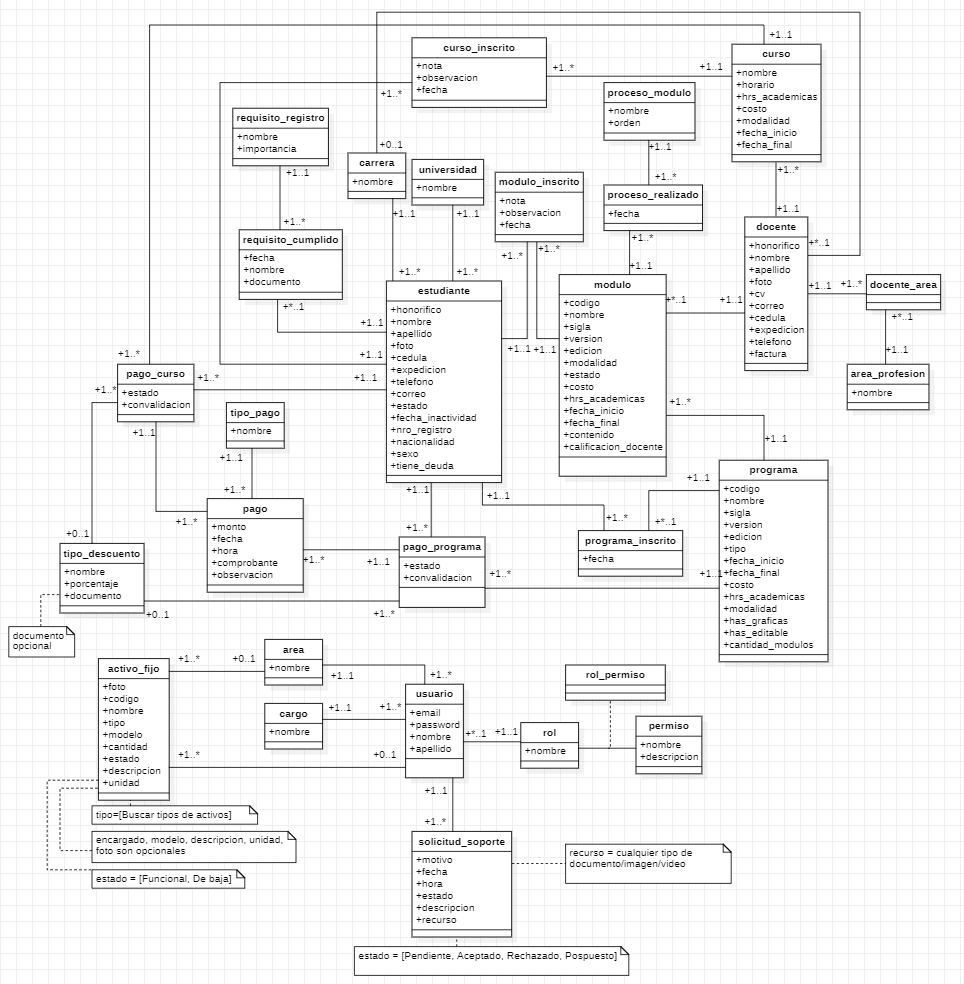 curso_inscrito
+nota
+observacion
+fecha
+1..*
+1..*
+1..1
+1..1
curso
+nombre
+horario
+hrs_academicas
+costo
+modalidad
+fecha_inicio
+fecha_final
+1..*
+1..1
proceso_modulo
+nombre
+orden
+1..1
+1..*
proceso_realizado
+fecha
+1..*
+1..1
requisito_registro
+nombre
+importancia
+1..1
+1..*
requisito_cumplido
+fecha
+nombre
+documento
+*..1
+1..1
+0..1
carrera
+nombre
+1..1
+1..*
universidad
+nombre
+1..1
+1..*
modulo_inscrito
+nota
+observacion
+fecha
+1..*
+1..*
+1..1
+1..1
docente
+honorifico
+nombre
+apellido
+foto
+cv
+correo
+cedula
+expedicion
+telefono
+factura
+*..1
+1..1
+1..*
docente_area
+*..1
+1..1
area_profesion
+nombre
estudiante
+honorifico
+nombre
+apellido
+foto
+cedula
+expedicion
+telefono
+correo
+estado
+fecha_inactividad
+nro_registro
+nacionalidad
+sexo
+tiene_deuda
+1..1
+1..1
modulo
+codigo
+nombre
+sigla
+version
+edicion
+modalidad
+estado
+costo
+hrs_academicas
+fecha_inicio
+fecha_final
+contenido
+calificacion_docente
+*..1
+1..1
+1..*
+1..1
+1..*
pago_curso
+estado
+convalidacion
+1..*
+1..*
+1..1
tipo_pago
+nombre
+1..1
+1..*
pago
+monto
+fecha
+hora
+comprobante
+observacion
+1..*
+1..*
+1..1
+1..1
+1..*
+1..1
pago_programa
+estado
+convalidacion
+1..*
+1..*
+1..1
+1..*
programa_inscrito
+fecha
+*..1
+1..1
programa
+codigo
+nombre
+sigla
+version
+edicion
+tipo
+fecha_inicio
+fecha_final
+costo
+hrs_academicas
+modalidad
+has_graficas
+has_editable
+cantidad_modulos
+1..1
+0..1
tipo_descuento
+nombre
+porcentaje
+documento
+0..1
documento
opcional
activo_fijo
+foto
+codigo
+nombre
+tipo
+modelo
+cantidad
+estado
+descripcion
+unidad
+1..*
+0..1
area
+nombre
+1..1
+1..*
cargo
+nombre
+1..1
+1..*
usuario
+email
+password
+nombre
+apellido
+1..*
+0..1
+*..1
+1..1
rol
+nombre
rol_permiso
permiso
+nombre
+descripcion
tipo=[Buscar tipos de activos]
encargado, modelo, descripcion, unidad,
foto son opcionales
estado = [Funcional, De baja]
+1..1
+1..*
solicitud_soporte
+motivo
+fecha
+hora
+estado
+descripcion
+recurso
recurso = cualquier tipo de
documento/imagen/video
estado = [Pendiente, Aceptado, Rechazado, Pospuesto]